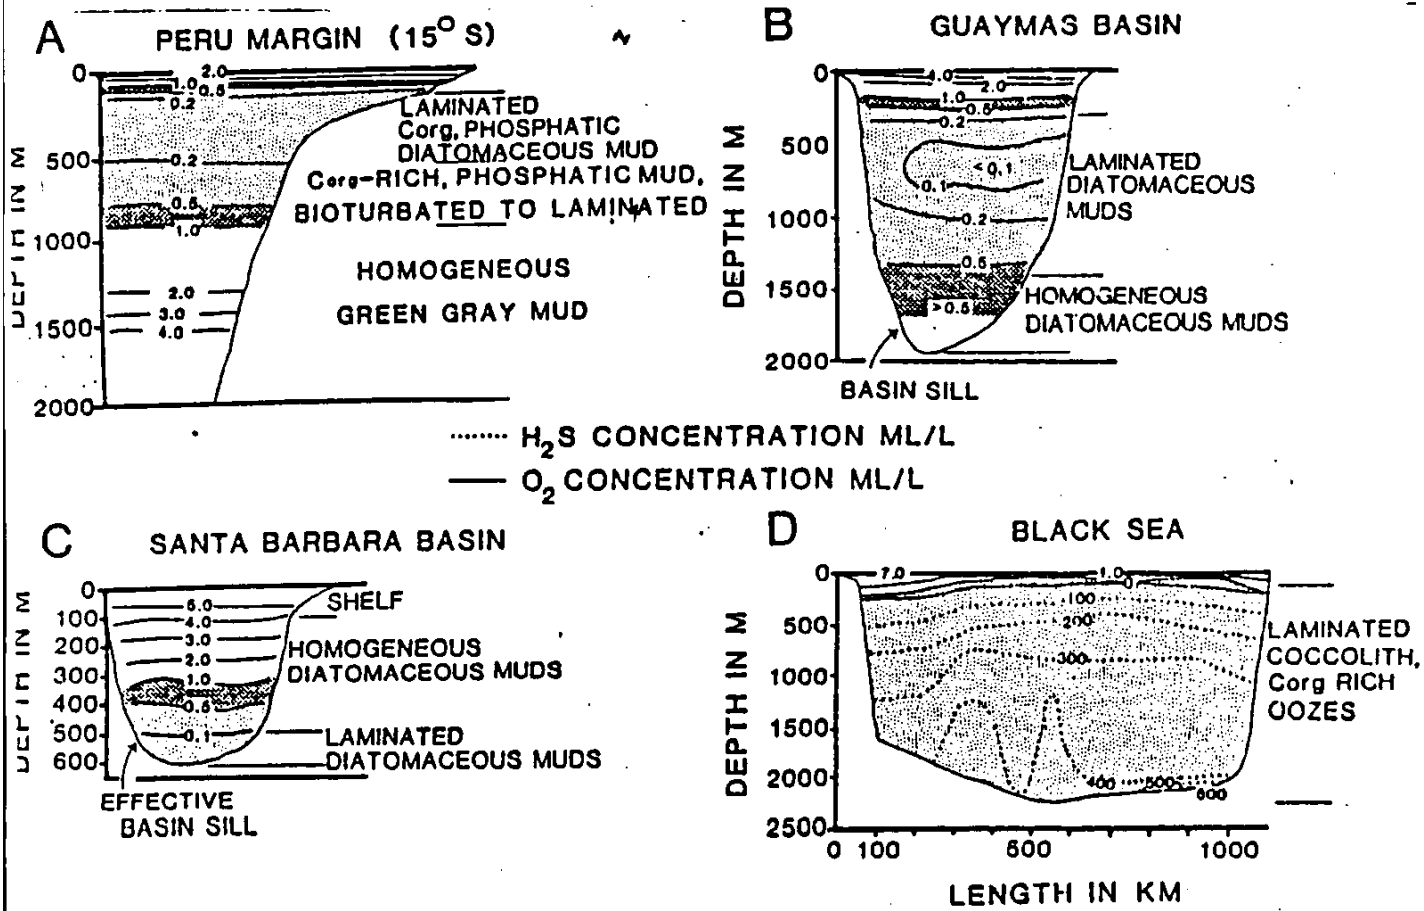 A
PERU MARGIN (15° S)
0
500
1000
1500
2000
DEPTH IN M
2.0
1.0
0.5
0.2
0.2
0.5
1.0
2.0
3.0
4.0
LAMINATED
Corg, PHOSPHATIC
DIATOMACEOUS MUD
Corg-RICH, PHOSPHATIC MUD,
BIOTURBATED TO LAMINATED
HOMOGENEOUS
GREEN GRAY MUD
B
GUAYMAS BASIN
0
500
1000
1500
2000
DEPTH IN M
4.0
2.0
1.0
0.5
0.2
<0.1
0.1
0.2
0.5
>0.5
LAMINATED
DIATOMACEOUS
MUDS
HOMOGENEOUS
DIATOMACEOUS MUDS
BASIN SILL
H₂S CONCENTRATION ML/L
O₂ CONCENTRATION ML/L
C
SANTA BARBARA BASIN
0
100
200
300
400
500
600
DEPTH IN M
5.0
4.0
3.0
2.0
1.0
0.5
0.1
SHELF
HOMOGENEOUS
DIATOMACEOUS MUDS
LAMINATED
DIATOMACEOUS MUDS
EFFECTIVE
BASIN SILL
D
BLACK SEA
0
500
1000
1500
2000
2500
DEPTH IN M
7.0
1.0
0
100
200
300
400
500
600
LAMINATED
COCCOLITH,
Corg RICH
OOZES
0 100 500 1000
LENGTH IN KM